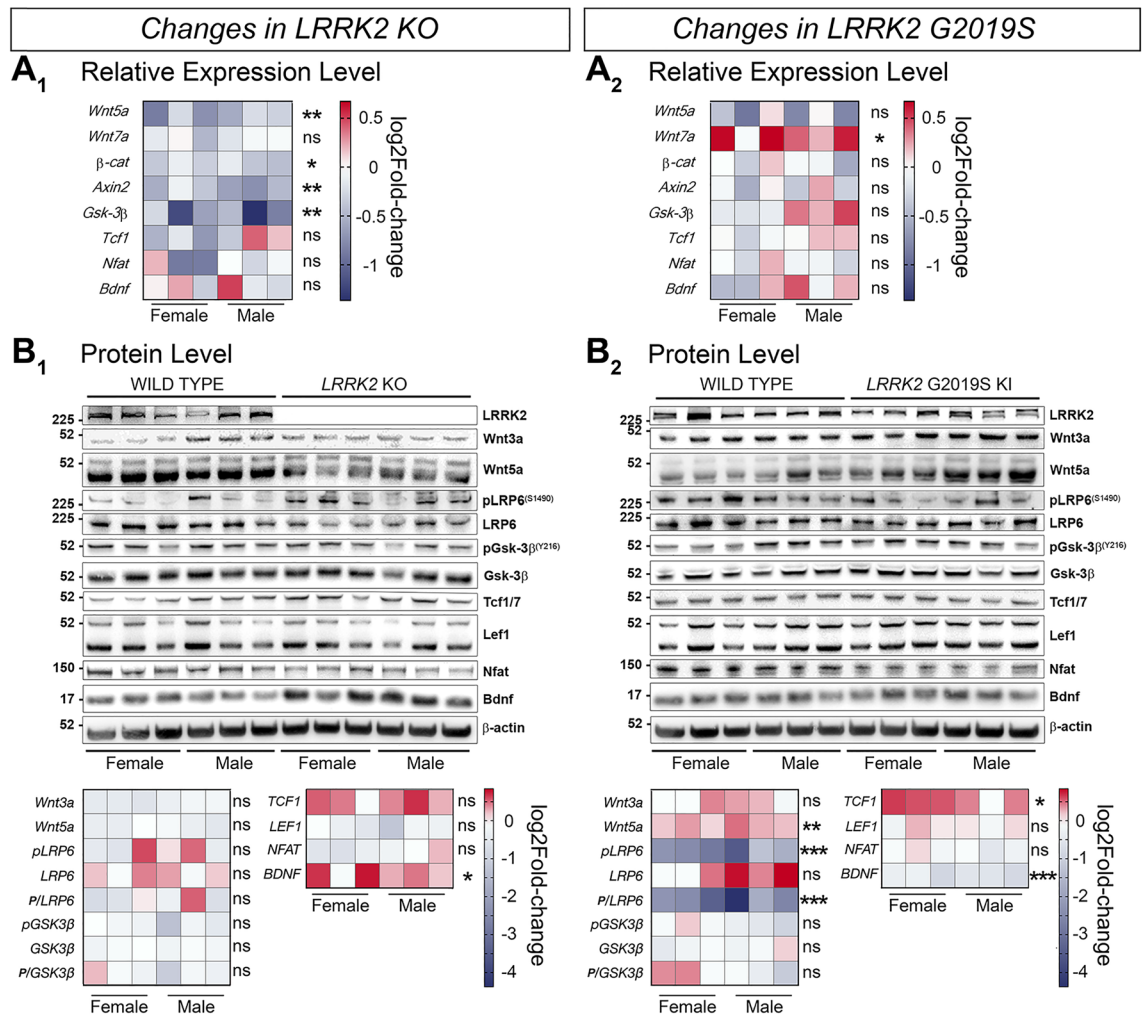 Changes in LRRK2 KO
Changes in LRRK2 G2019S
A1 Relative Expression Level
Wnt5a **
Wnt7a ns
β-cat *
Axin2 **
Gsk-3β **
Tcf1 ns
Nfat ns
Bdnf ns
Female Male
0.5
0
-0.5
-1
log2Fold-change
A2 Relative Expression Level
Wnt5a ns
Wnt7a *
β-cat ns
Axin2 ns
Gsk-3β ns
Tcf1 ns
Nfat ns
Bdnf ns
Female Male
0.5
0
-0.5
-1
log2Fold-change
B1 Protein Level
WILD TYPE LRRK2 KO
225 LRRK2
52 Wnt3a
52 Wnt5a
225 pLRP6(S1490)
225 LRP6
52 pGsk-3β(Y216)
52 Gsk-3β
52 Tcf1/7
52 Lef1
150 Nfat
17 Bdnf
52 β-actin
Female Male Female Male
Wnt3a ns
Wnt5a ns
pLRP6 ns
LRP6 ns
P/LRP6 ns
pGSK3β ns
GSK3β ns
P/GSK3β ns
Female Male
TCF1 ns
LEF1 ns
NFAT ns
BDNF *
Female Male
0
-1
-2
-3
-4
log2Fold-change
B2 Protein Level
WILD TYPE LRRK2 G2019S KI
225 LRRK2
52 Wnt3a
52 Wnt5a
225 pLRP6(S1490)
225 LRP6
52 pGsk-3β(Y216)
52 Gsk-3β
52 Tcf1/7
52 Lef1
150 Nfat
17 Bdnf
52 β-actin
Female Male Female Male
Wnt3a ns
Wnt5a **
pLRP6 ***
LRP6 ns
P/LRP6 ***
pGSK3β ns
GSK3β ns
P/GSK3β ns
Female Male
TCF1 *
LEF1 ns
NFAT ns
BDNF ***
Female Male
0
-1
-2
-3
-4
log2Fold-change